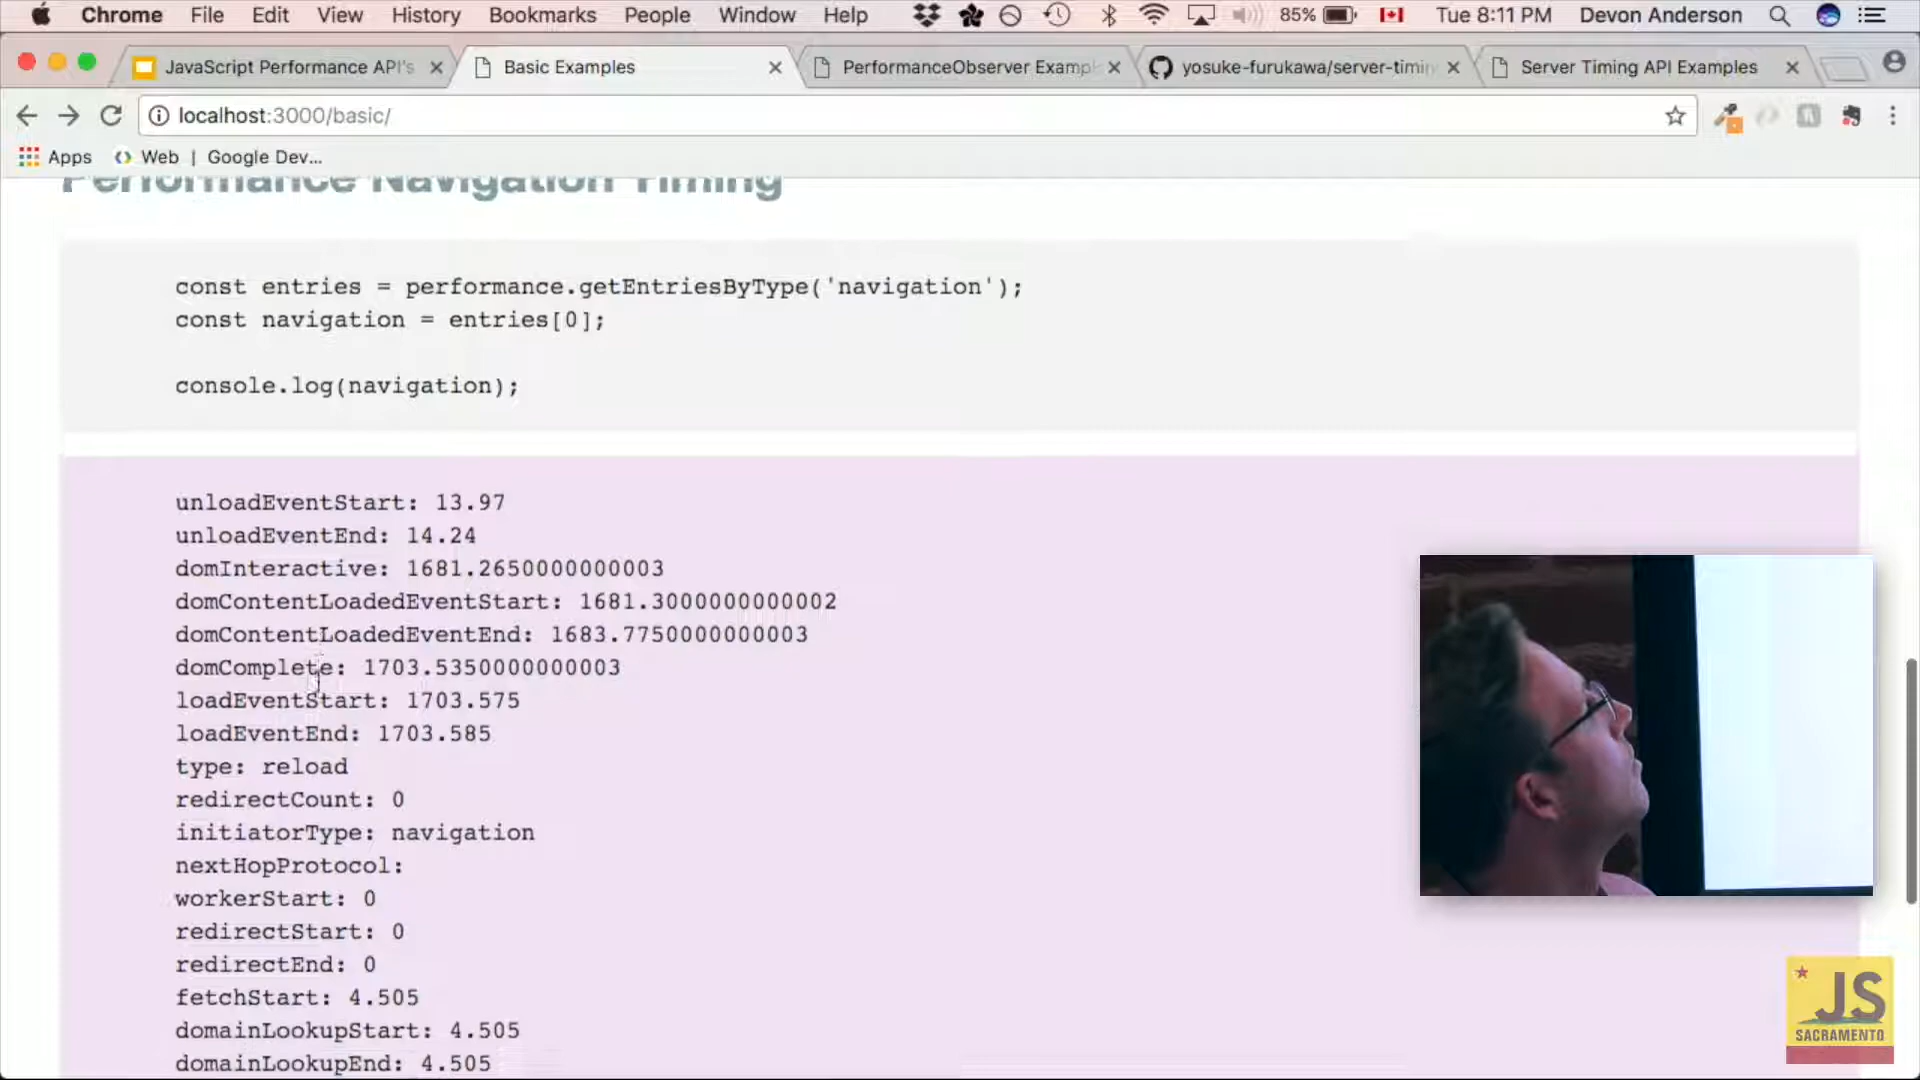 Chrome File Edit View History Bookmarks People Window Help 85% Tue 8:11 PM Devon Anderson
JavaScript Performance API's Basic Examples PerformanceObserver Exampl yosuke-furukawa/server-timin Server Timing API Examples
localhost:3000/basic/
Apps Web | Google Dev...
Performance Navigation Timing
const entries = performance.getEntriesByType('navigation');
const navigation = entries[0];
console.log(navigation);
unloadEventStart: 13.97
unloadEventEnd: 14.24
domInteractive: 1681.2650000000003
domContentLoadedEventStart: 1681.3000000000002
domContentLoadedEventEnd: 1683.7750000000003
domComplete: 1703.5350000000003
loadEventStart: 1703.575
loadEventEnd: 1703.585
type: reload
redirectCount: 0
initiatorType: navigation
nextHopProtocol:
workerStart: 0
redirectStart: 0
redirectEnd: 0
fetchStart: 4.505
domainLookupStart: 4.505
domainLookupEnd: 4.505
JS
SACRAMENTO